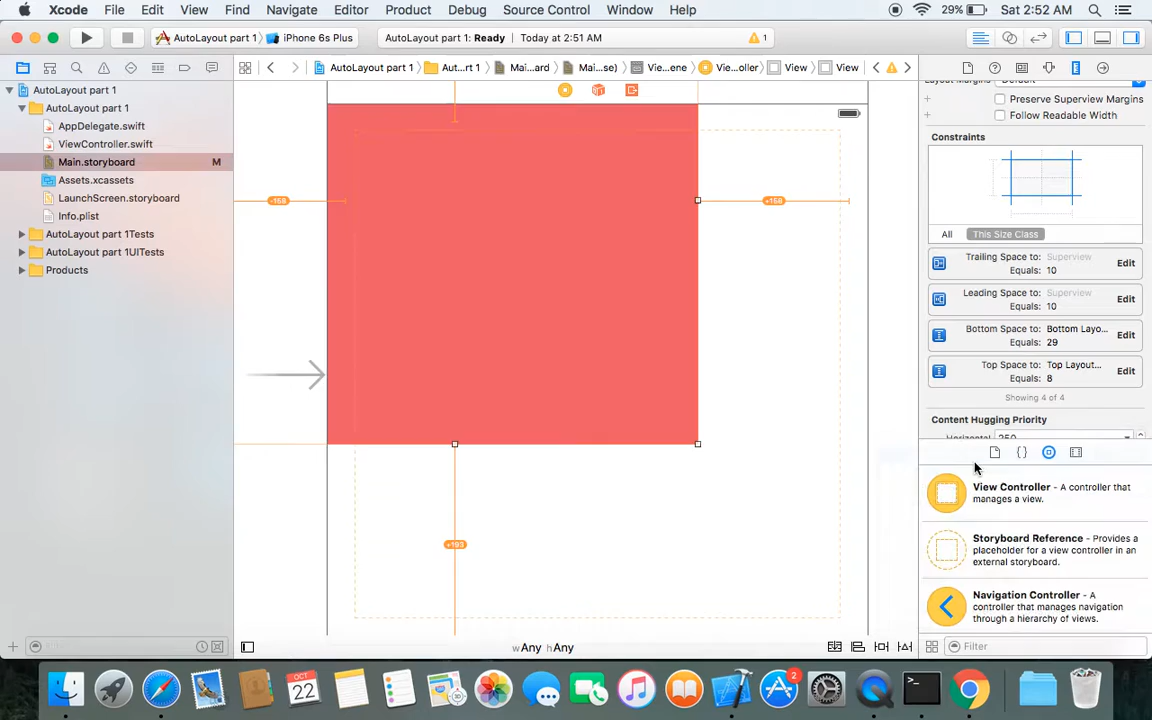 Xcode File Edit View Find Navigate Editor Product Debug Source Control Window Help 29% Sat 2:52 AM
AutoLayout part 1 iPhone 6s Plus AutoLayout part 1: Ready Today at 2:51 AM 1
AutoLayout part 1 Aut...rt 1 Mai...ard Mai...se) Vie...ene Vie...oller View View
AutoLayout part 1
AutoLayout part 1
AppDelegate.swift
ViewController.swift
Main.storyboard M
Assets.xcassets
LaunchScreen.storyboard
Info.plist
AutoLayout part 1Tests
AutoLayout part 1UITests
Products
-158
+158
+193
wAny hAny
Preserve Superview Margins
Follow Readable Width
Constraints
All This Size Class
Trailing Space to: Superview
Equals: 10
Edit
Leading Space to: Superview
Equals: 10
Edit
Bottom Space to: Bottom Layo...
Equals: 29
Edit
Top Space to: Top Layout...
Equals: 8
Edit
Showing 4 of 4
Content Hugging Priority
{}
View Controller - A controller that
manages a view.
Storyboard Reference - Provides a
placeholder for a view controller in an
external storyboard.
Navigation Controller - A
controller that manages navigation
through a hierarchy of views.
Filter
OCT
22
2